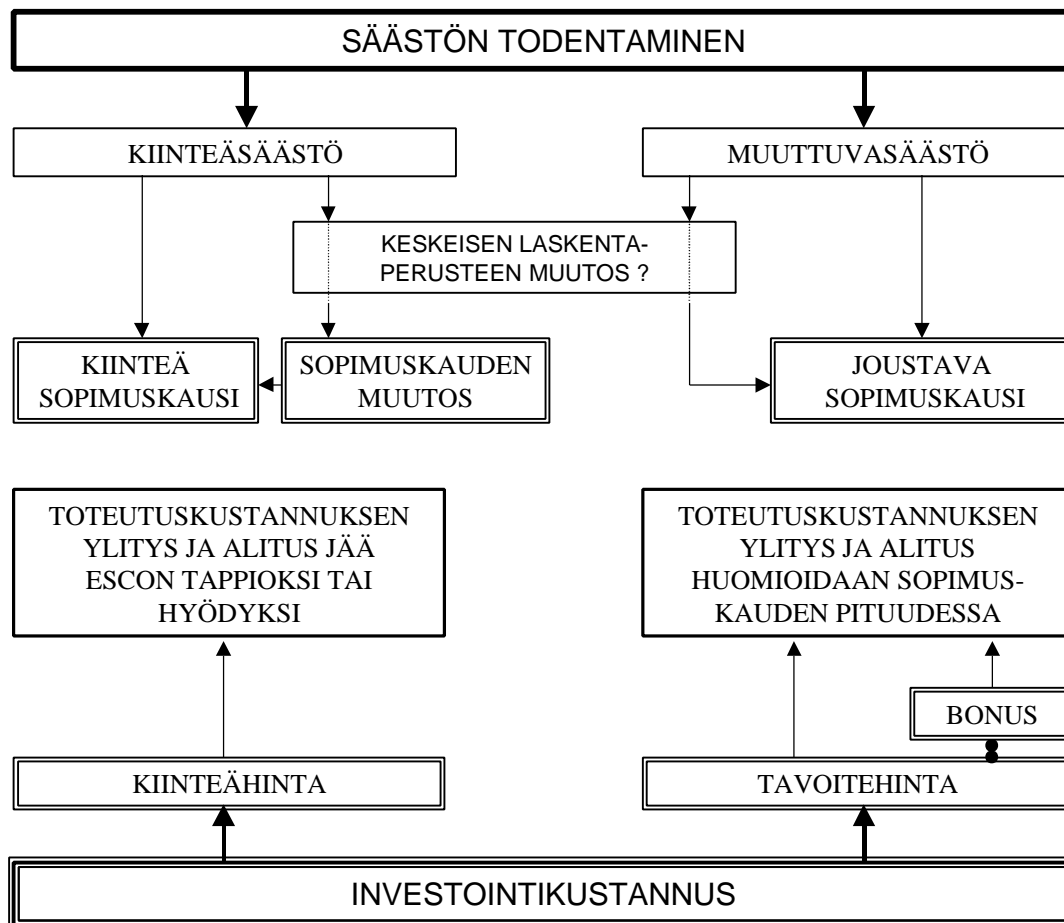 SÄÄSTÖN TODENTAMINEN
KIINTEÄSÄÄSTÖ
MUUTTUVASÄÄSTÖ
KESKEISEN LASKENTA-
PERUSTEEN MUUTOS ?
KIINTEÄ
SOPIMUSKAUSI
SOPIMUSKAUDEN
MUUTOS
JOUSTAVA
SOPIMUSKAUSI
TOTEUTUSKUSTANNUKSEN
YLITYS JA ALITUS JÄÄ
ESCON TAPPIOKSI TAI
HYÖDYKSI
TOTEUTUSKUSTANNUKSEN
YLITYS JA ALITUS
HUOMIOIDAAN SOPIMUS-
KAUDEN PITUUDESSA
BONUS
KIINTEÄHINTA
TAVOITEHINTA
INVESTOINTIKUSTANNUS